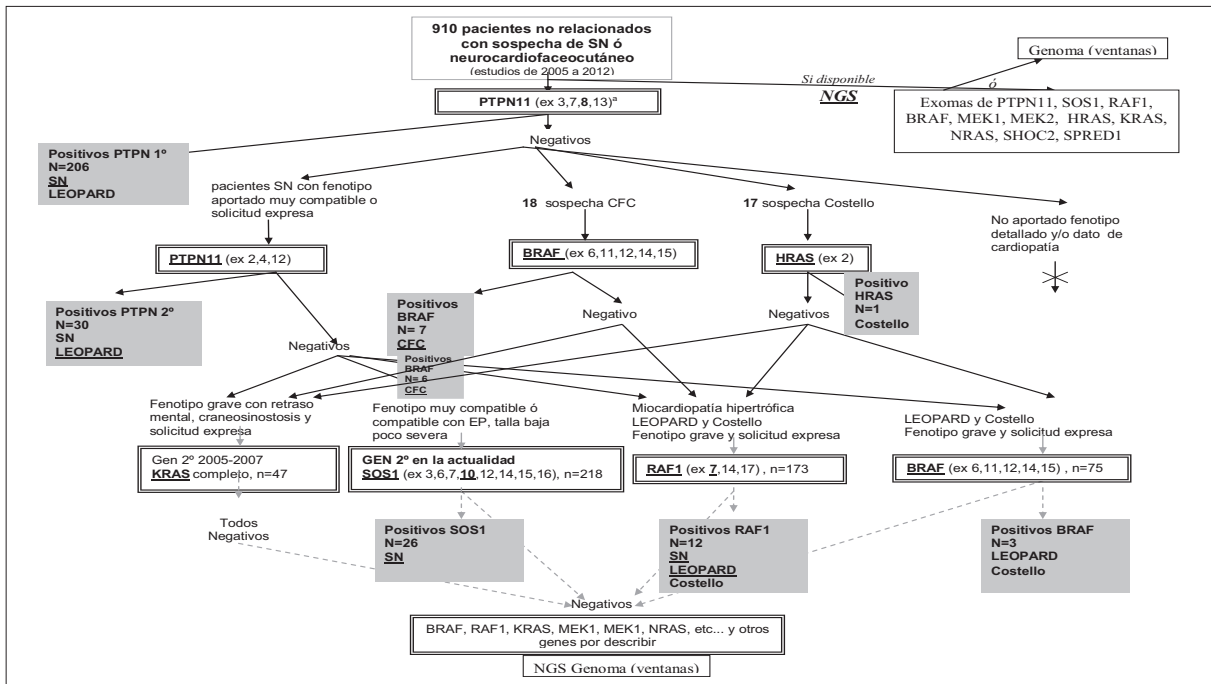 910 pacientes no relacionados
con sospecha de SN ó
neurocardiofaceocutáneo
(estudios de 2005 a 2012)
Genoma (ventanas)
Si disponible
NGS
ó
Exomas de PTPN11, SOS1, RAF1,
BRAF, MEK1, MEK2 HRAS, KRAS,
NRAS, SHOC2, SPRED1
PTPN11 (ex 3,7,8,13)ª
Negativos
Positivos PTPN 1º
N=206
SN
LEOPARD
pacientes SN con fenotipo
aportado muy compatible o
solicitud expresa
18 sospecha CFC
17 sospecha Costello
No aportado fenotipo
detallado y/o dato de
cardiopatía
PTPN11 (ex 2,4,12)
BRAF (ex 6,11,12,14,15)
HRAS (ex 2)
Positivos PTPN 2º
N=30
SN
LEOPARD
Positivos
BRAF
N= 7
CFC
Positivo
HRAS
N=1
Costello
Negativos
Negativo
Negativos
Positivos
BRAF
N= 6
CFC
Fenotipo grave con retraso
mental, craneosinostosis y
solicitud expresa
Fenotipo muy compatible ó
compatible con EP, talla baja
poco severa
Miocardiopatía hipertrófica
LEOPARD y Costello
Fenotipo grave y solicitud expresa
LEOPARD y Costello
Fenotipo grave y solicitud expresa
Gen 2º 2005-2007
KRAS completo, n=47
GEN 2º en la actualidad
SOS1 (ex 3,6,7,10,12,14,15,16), n=218
RAF1 (ex 7,14,17) , n=173
BRAF (ex 6,11,12,14,15) , n=75
Todos
Negativos
Positivos SOS1
N=26
SN
Positivos RAF1
N=12
SN
LEOPARD
Costello
Positivos BRAF
N=3
LEOPARD
Costello
Negativos
BRAF, RAF1, KRAS, MEK1, MEK1, NRAS, etc... y otros
genes por describir
NGS Genoma (ventanas)